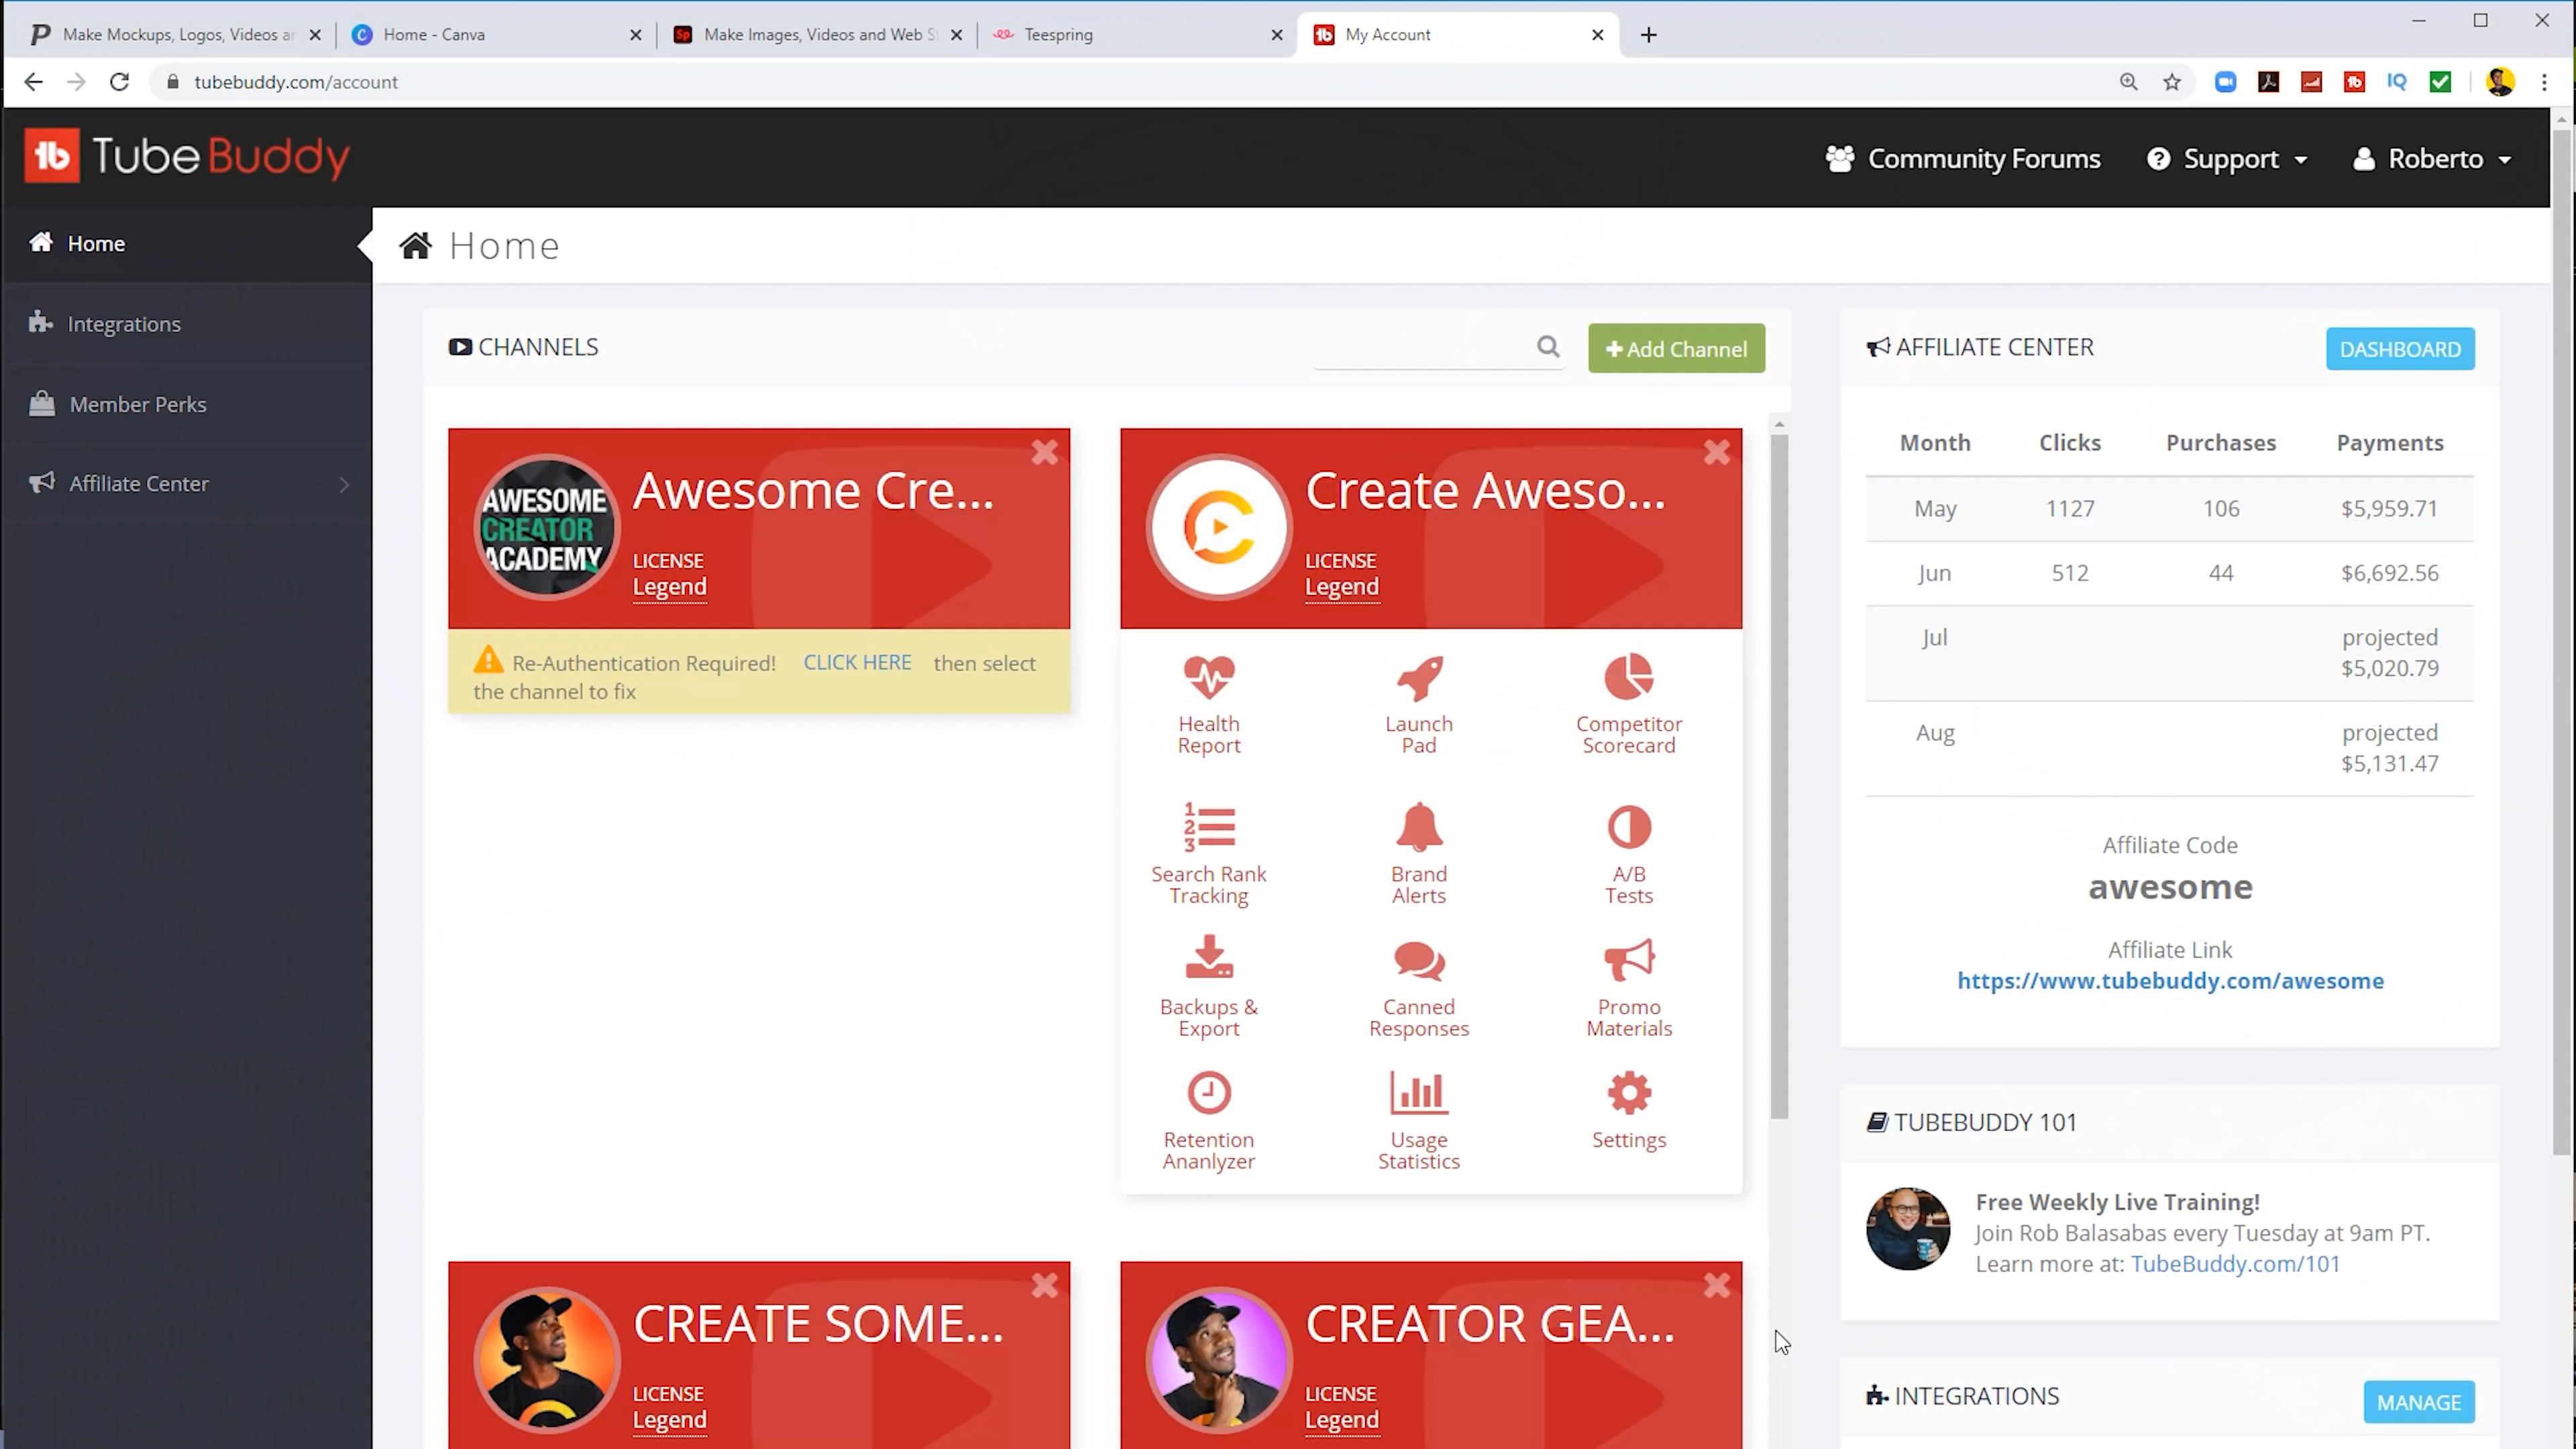 Make Mockups, Logos, Videos a
Home - Canva
Sp
Make Images, Videos and Web S
Teespring
My Account
tubebuddy.com/account
IQ
TubeBuddy
Community Forums
Support
Roberto
Home
Integrations
Member Perks
Affiliate Center
Home
CHANNELS
Add Channel
AWESOME
CREATOR
ACADEMY
Awesome Cre...
LICENSE
Legend
Re-Authentication Required! CLICK HERE then select
the channel to fix
Create Aweso...
LICENSE
Legend
Health
Report
Launch
Pad
Competitor
Scorecard
Search Rank
Tracking
Brand
Alerts
A/B
Tests
Backups &
Export
Canned
Responses
Promo
Materials
Retention
Ananlyzer
Usage
Statistics
Settings
CREATE SOME...
LICENSE
Legend
CREATOR GEA...
LICENSE
Legend
AFFILIATE CENTER
DASHBOARD
Month Clicks Purchases Payments
May 1127 106 $5,959.71
Jun 512 44 $6,692.56
Jul projected
$5,020.79
Aug projected
$5,131.47
Affiliate Code
awesome
Affiliate Link
https://www.tubebuddy.com/awesome
TUBEBUDDY 101
Free Weekly Live Training!
Join Rob Balasabas every Tuesday at 9am PT.
Learn more at: TubeBuddy.com/101
INTEGRATIONS
MANAGE